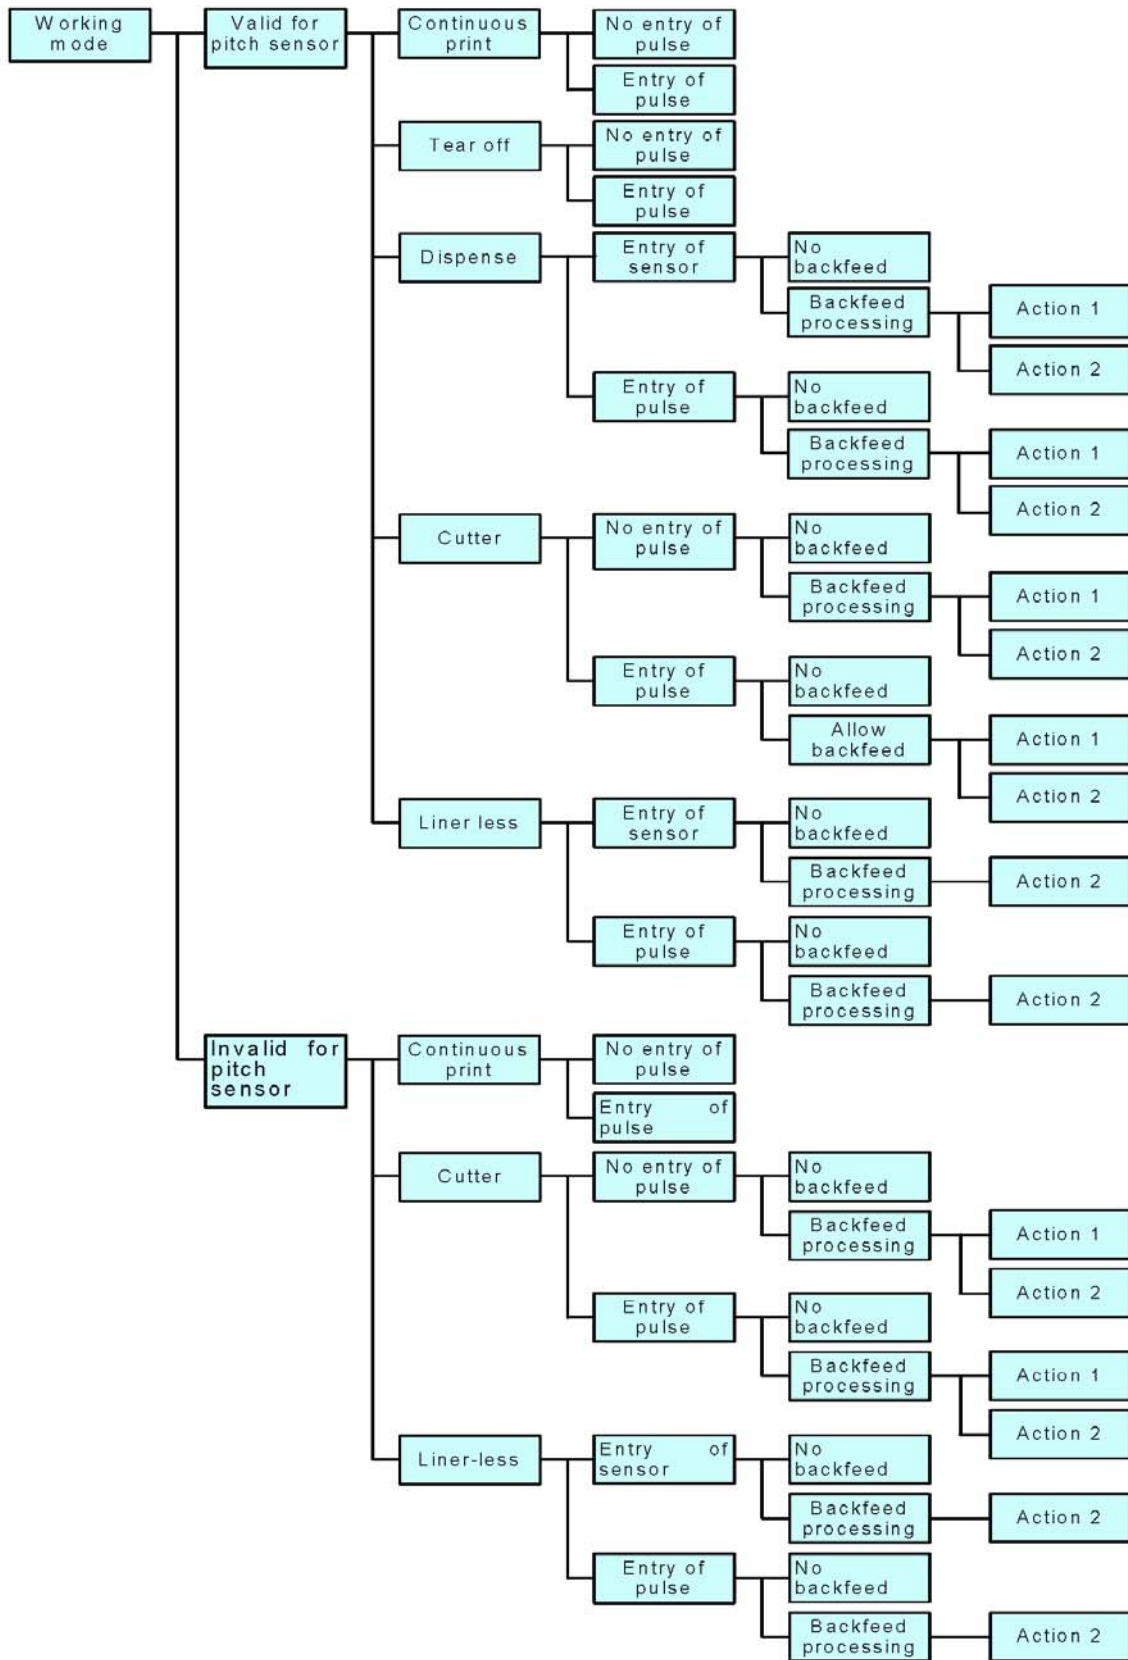 Working
mode
Valid for
pitch sensor
Continuous
print
No entry of
pulse
Entry of
pulse
Tear off
No entry of
pulse
Entry of
pulse
Dispense
Entry of
sensor
No
backfeed
Backfeed
processing
Action 1
Action 2
Entry of
pulse
No
backfeed
Backfeed
processing
Action 1
Action 2
Cutter
No entry of
pulse
No
backfeed
Backfeed
processing
Action 1
Action 2
Entry of
pulse
No
backfeed
Allow
backfeed
Action 1
Action 2
Liner less
Entry of
sensor
No
backfeed
Backfeed
processing
Action 2
Entry of
pulse
No
backfeed
Backfeed
processing
Action 2
Invalid for
pitch
sensor
Continuous
print
No entry of
pulse
Entry of
pulse
Cutter
No entry of
pulse
No
backfeed
Backfeed
processing
Action 1
Action 2
Entry of
pulse
No
backfeed
Backfeed
processing
Action 1
Action 2
Liner-less
Entry of
sensor
No
backfeed
Backfeed
processing
Action 2
Entry of
pulse
No
backfeed
Backfeed
processing
Action 2